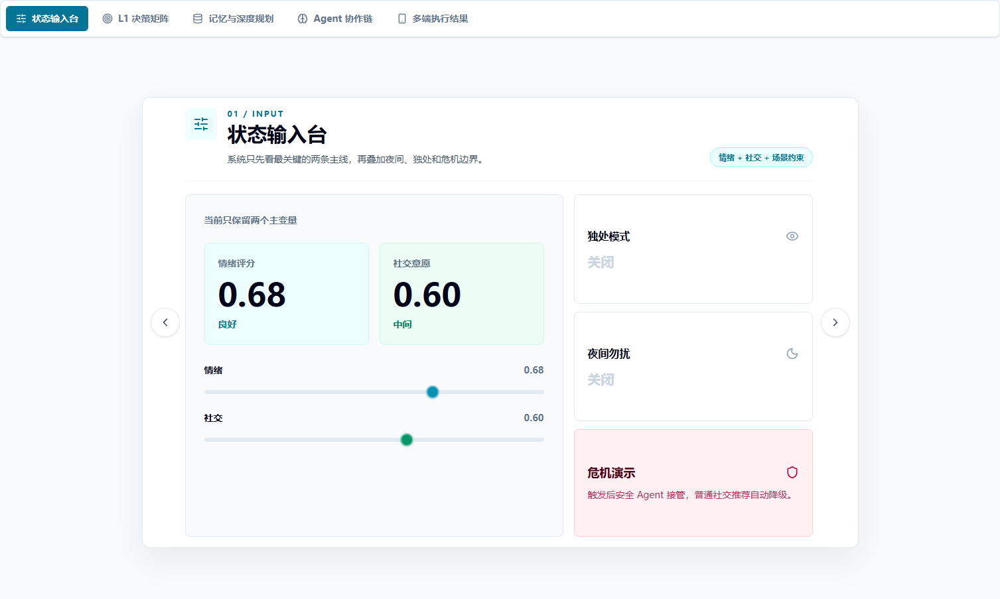 状态输入台
L1 决策矩阵
记忆与深度规划
Agent 协作链
多端执行结果
01 / INPUT
状态输入台
系统只先看最关键的两条主线，再叠加夜间、独处和危机边界。
情绪 + 社交 + 场景约束
当前只保留两个主变量
情绪评分
0.68
良好
社交意愿
0.60
中间
情绪
0.68
社交
0.60
独处模式
关闭
夜间勿扰
关闭
危机演示
触发后安全 Agent 接管，普通社交推荐自动降级。